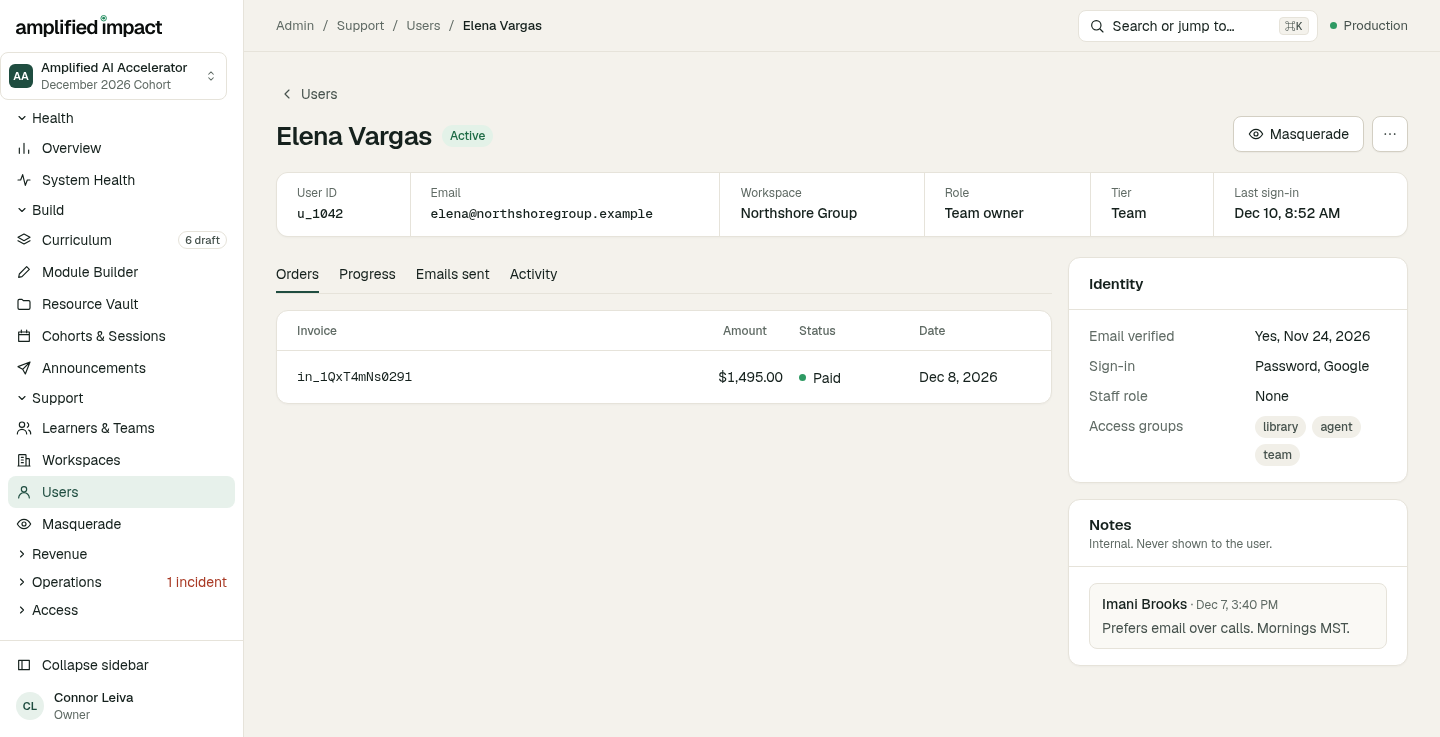 amplified impact
AA
Amplified AI Accelerator
December 2026 Cohort
Health
Overview
System Health
Build
Curriculum
6 draft
Module Builder
Resource Vault
Cohorts & Sessions
Announcements
Support
Learners & Teams
Workspaces
Users
Masquerade
Revenue
Operations
1 incident
Access
Collapse sidebar
CL
Connor Leiva
Owner
Admin / Support / Users / Elena Vargas
Search or jump to…
⌘K
Production
Users
Elena Vargas
Active
Masquerade
···
User ID
u_1042
Email
elena@northshoregroup.example
Workspace
Northshore Group
Role
Team owner
Tier
Team
Last sign-in
Dec 10, 8:52 AM
Orders Progress Emails sent Activity
Invoice Amount Status Date
in_1QxT4mNs0291 $1,495.00 Paid Dec 8, 2026
Identity
Email verified Yes, Nov 24, 2026
Sign-in Password, Google
Staff role None
Access groups library agent
team
Notes
Internal. Never shown to the user.
Imani Brooks · Dec 7, 3:40 PM
Prefers email over calls. Mornings MST.